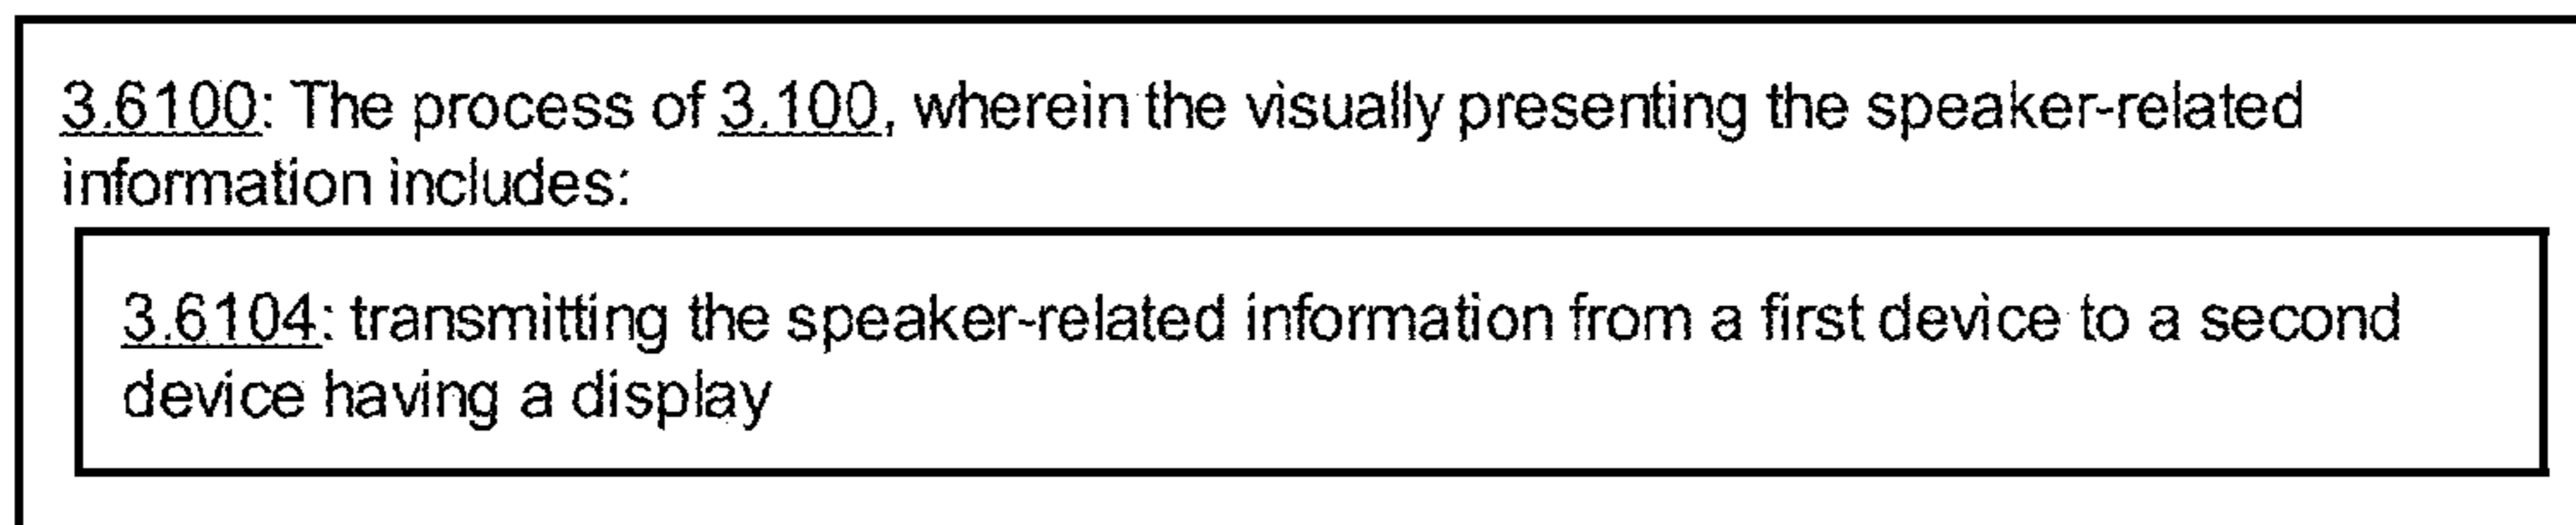 3.6100: The process of 3.100, wherein the visually presenting the speaker-related
information includes:
3.6104: transmitting the speaker-related information from a first device to a second
device having a display